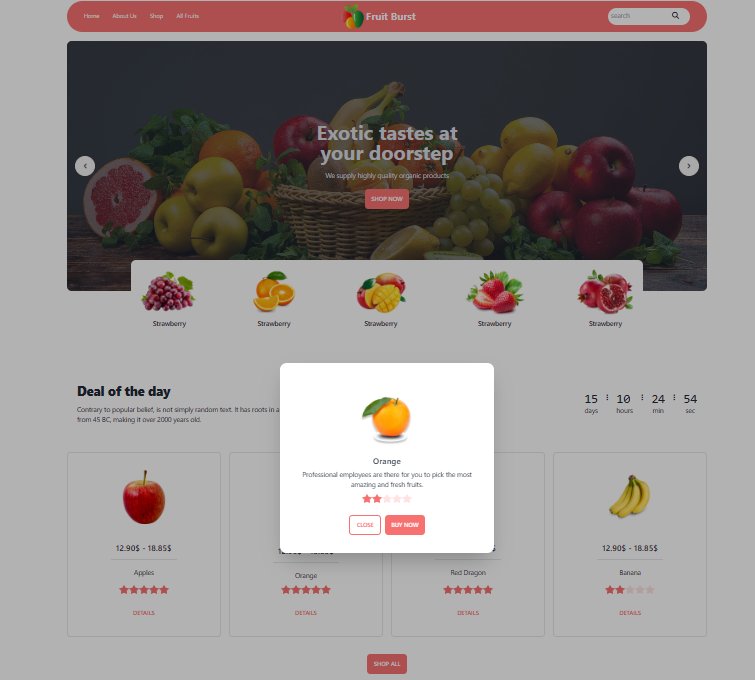 Home About Us Shop All Fruits
Fruit Burst
search
Exotic tastes at
your doorstep
We supply highly quality organic products
SHOP NOW
Strawberry Strawberry Strawberry Strawberry Strawberry
Deal of the day
Contrary to popular belief, is not simply random text. It has roots in a
from 45 BC, making it over 2000 years old.
15 : 10 : 24 : 54
days hours min sec
Orange
Professional employees are there for you to pick the most
amazing and fresh fruits.
CLOSE BUY NOW
12.90$ - 18.85$
Apples
DETAILS
Orange
DETAILS
Red Dragon
DETAILS
12.90$ - 18.85$
Banana
DETAILS
SHOP ALL